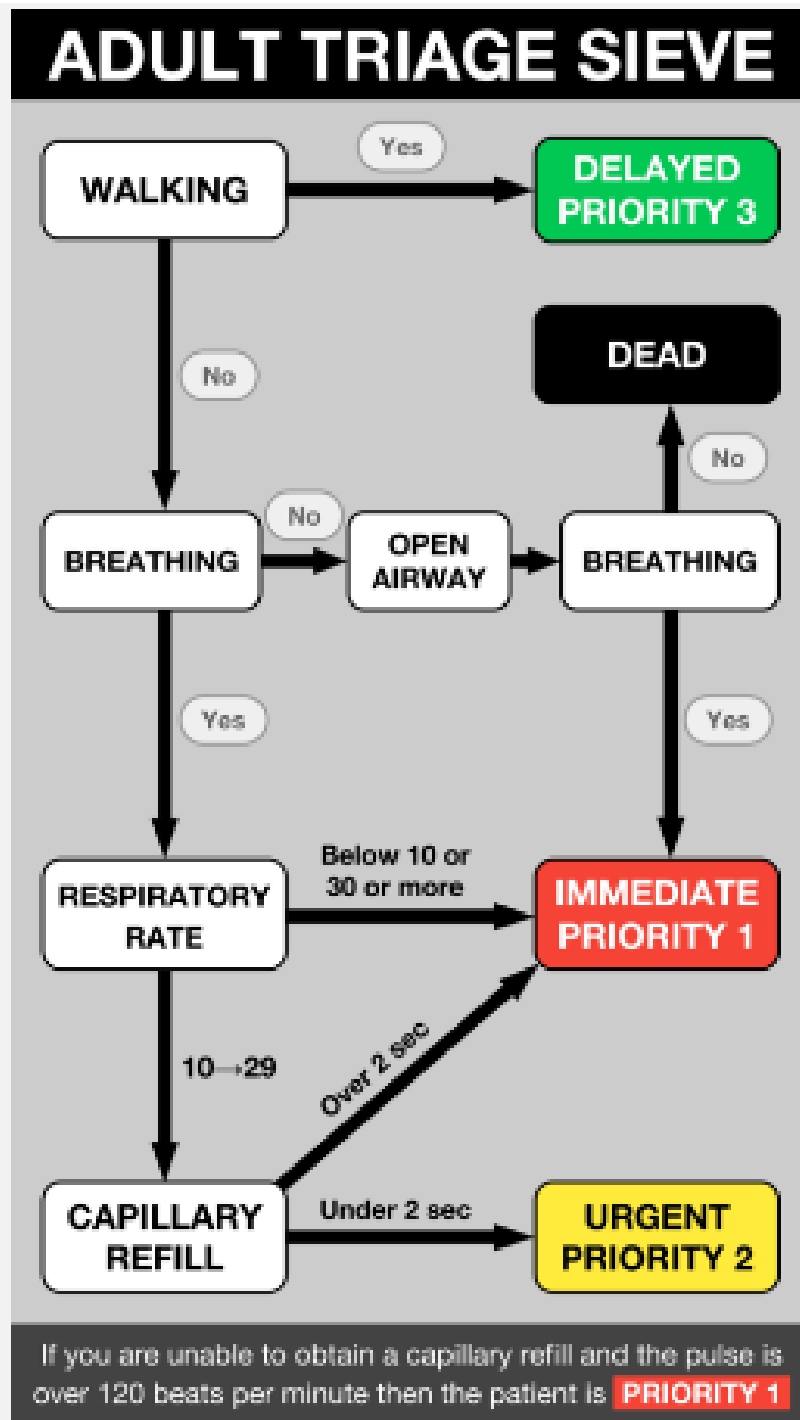 ADULT TRIAGE SIEVE
Yes
WALKING
DELAYED
PRIORITY 3
No
DEAD
No
BREATHING
No
OPEN
AIRWAY
BREATHING
Yes
Yes
RESPIRATORY
RATE
Below 10 or
30 or more
IMMEDIATE
PRIORITY 1
10→29
Over 2 sec
CAPILLARY
REFILL
Under 2 sec
URGENT
PRIORITY 2
If you are unable to obtain a capillary refill and the pulse is
over 120 beats per minute then the patient is PRIORITY 1